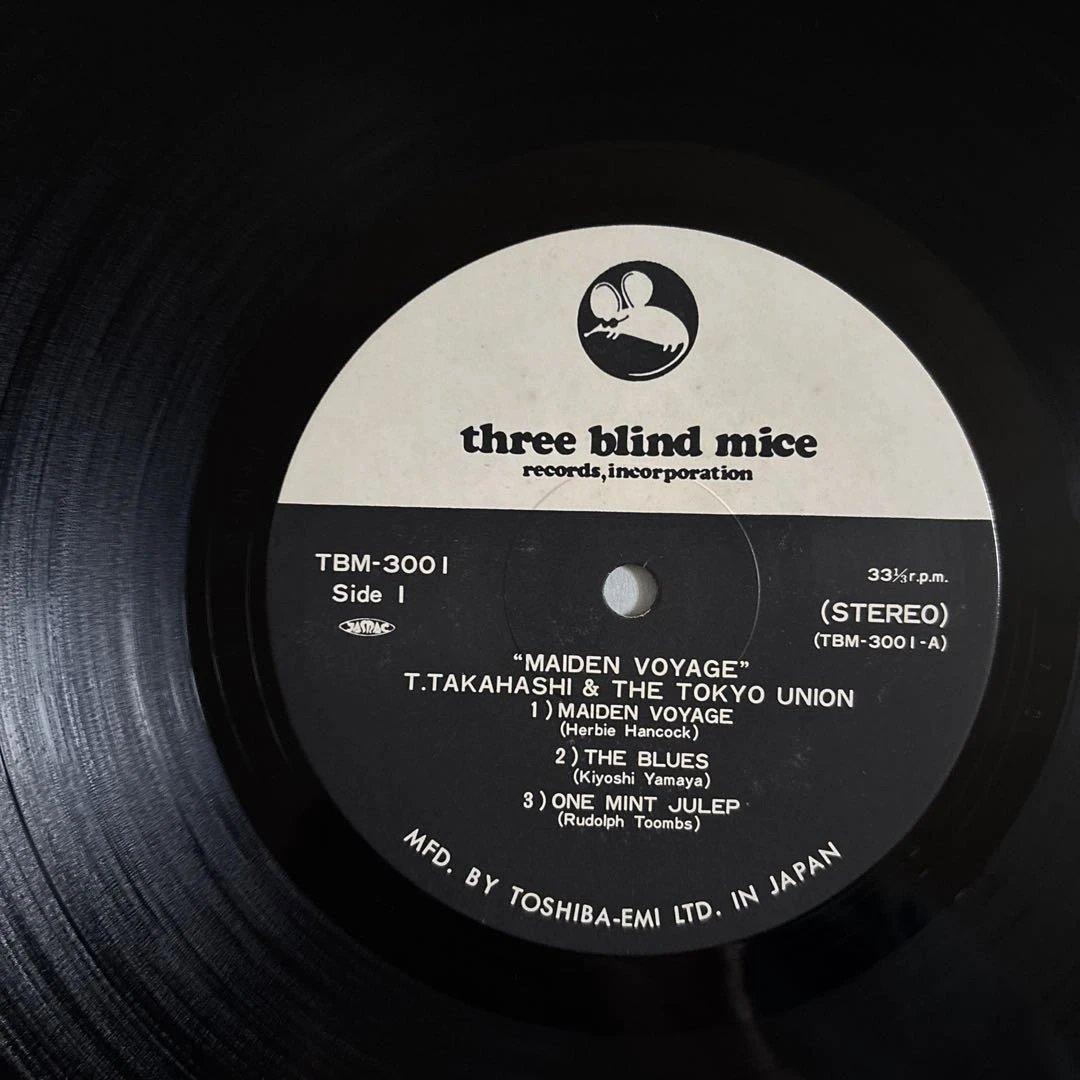 three blind mice
records, incorporation
TBM-3001
Side 1
JASRAC
33⅓ r.p.m.
(STEREO)
(TBM-3001-A)
"MAIDEN VOYAGE"
T.TAKAHASHI & THE TOKYO UNION
1) MAIDEN VOYAGE
(Herbie Hancock)
2) THE BLUES
(Kiyoshi Yamaya)
3) ONE MINT JULEP
(Rudolph Toombs)
MFD. BY TOSHIBA-EMI LTD. IN JAPAN